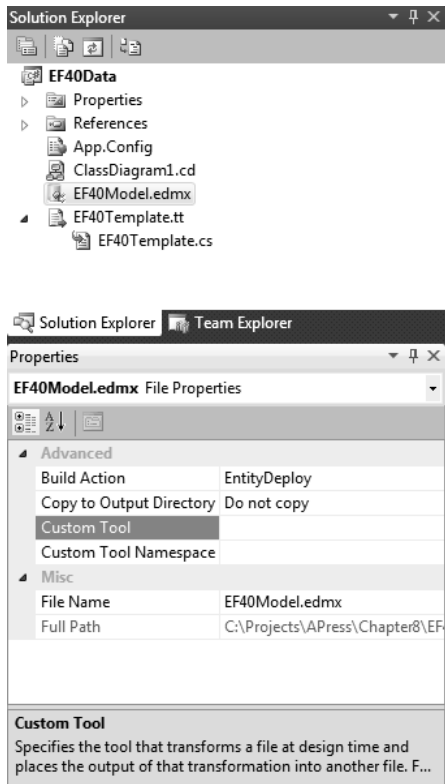 Solution Explorer
EF40Data
Properties
References
App.Config
ClassDiagram1.cd
EF40Model.edmx
EF40Template.tt
EF40Template.cs
Solution Explorer Team Explorer
Properties
EF40Model.edmx File Properties
Advanced
Build Action EntityDeploy
Copy to Output Directory Do not copy
Custom Tool
Custom Tool Namespace
Misc
File Name EF40Model.edmx
Full Path C:\Projects\APress\Chapter8\EF4
Custom Tool
Specifies the tool that transforms a file at design time and
places the output of that transformation into another file. F...